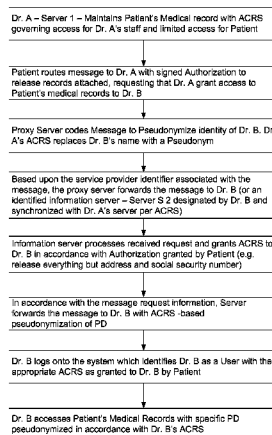 Dr. A – Server 1 – Maintains Patient's Medical record with ACRS
governing access for Dr. A's staff and limited access for Patient
Patient routes message to Dr. A with signed Authorization to
release records attached, requesting that Dr. A grant access to
Patient's medical records to Dr. B
Proxy Server codes Message to Pseudonymize identity of Dr. B. Dr
A's ACRS replaces Dr. B's name with a Pseudonym
Based upon the service provider identifier associated with the
message, the proxy server forwards the message to Dr. B (or an
identified information server – Server S 2 designated by Dr. B and
synchronized with Dr. A's server per ACRS)
Information server processes received request and grants ACRS to
Dr. B in accordance with Authorization granted by Patient (e.g.
release everything but address and social security number)
In accordance with the message request information, Server
forwards the message to Dr. B with ACRS -based
pseudonymization of PD
Dr. B logs onto the system which identifies Dr. B as a User with the
appropriate ACRS as granted to Dr. B by Patient
Dr. B accesses Patient's Medical Records with specific PD
pseudonymized in accordance with Dr. B's ACRS